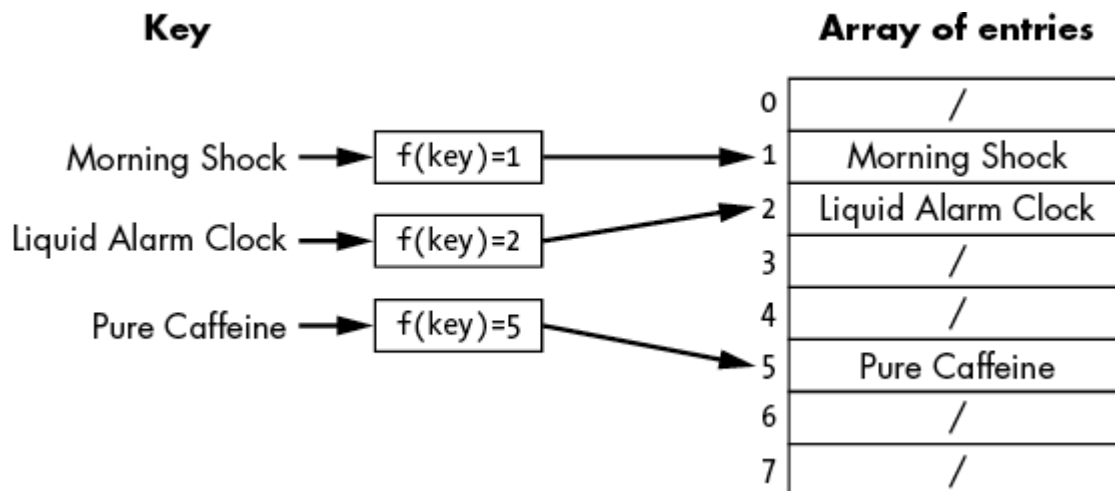 Key
Array of entries
0 /
Morning Shock f(key)=1 1 Morning Shock
Liquid Alarm Clock f(key)=2 2 Liquid Alarm Clock
3 /
4 /
Pure Caffeine f(key)=5 5 Pure Caffeine
6 /
7 /